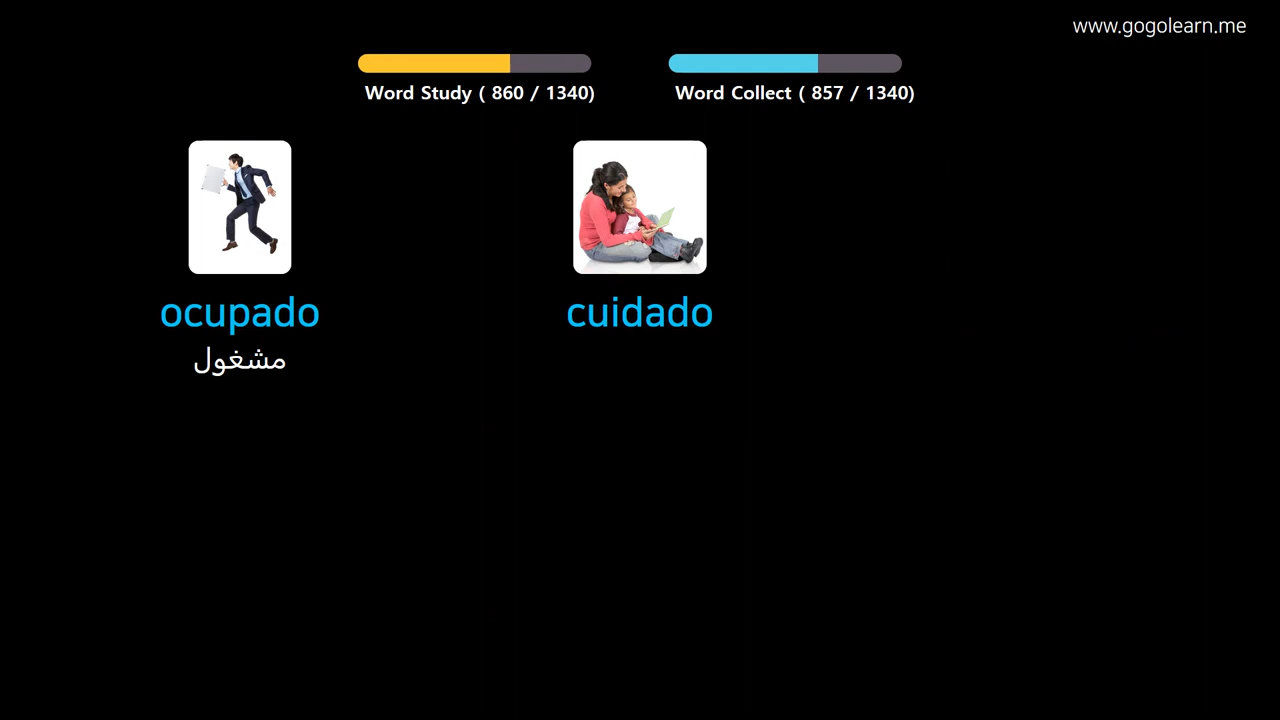 www.gogolearn.me
Word Study ( 860 / 1340)
Word Collect ( 857 / 1340)
ocupado
مشغول
cuidado